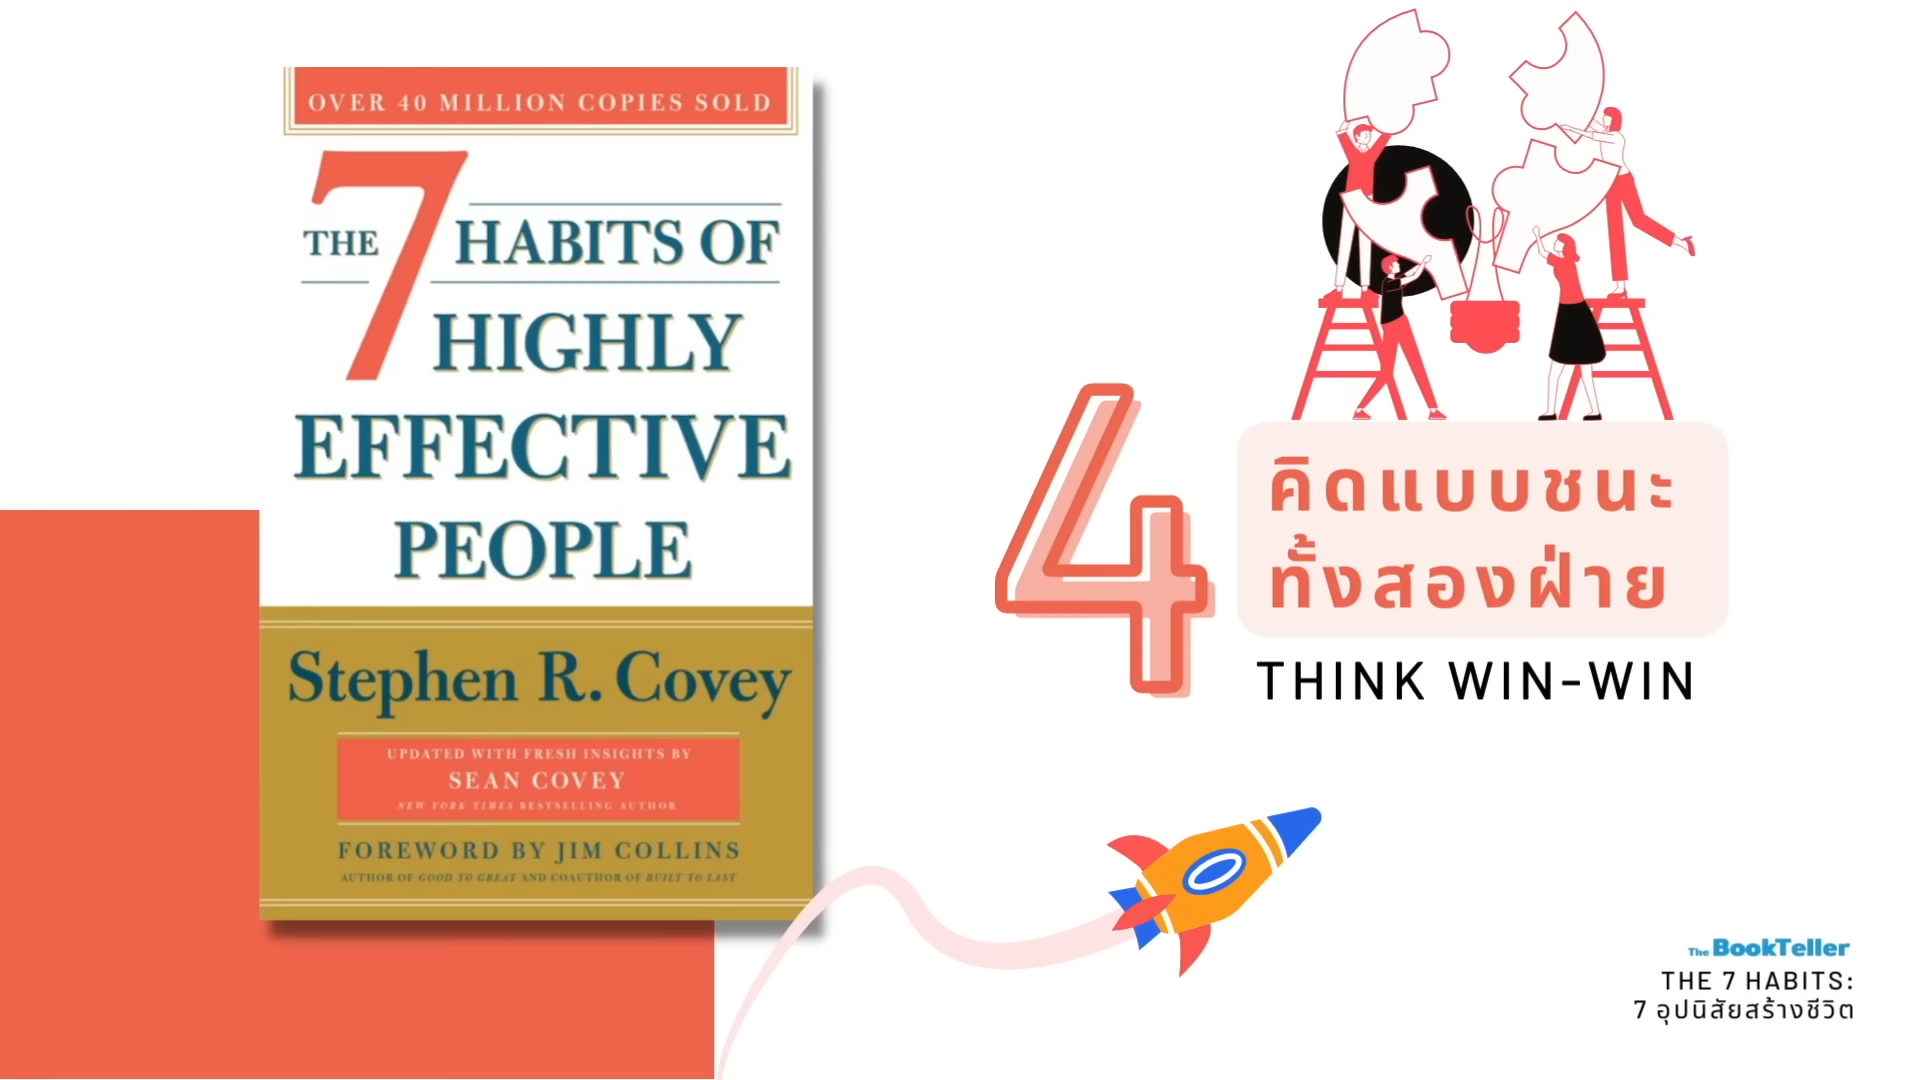 OVER 40 MILLION COPIES SOLD
THE 7 HABITS OF
HIGHLY
EFFECTIVE
PEOPLE
Stephen R. Covey
UPDATED WITH FRESH INSIGHTS BY
SEAN COVEY
NEW YORK TIMES BESTSELLING AUTHOR
FOREWORD BY JIM COLLINS
AUTHOR OF GOOD TO GREAT AND COAUTHOR OF BUILT TO LAST
4
คิดแบบชนะ
ทั้งสองฝ่าย
THINK WIN-WIN
The BookTeller
THE 7 HABITS:
7 อุปนิสัยสร้างชีวิต